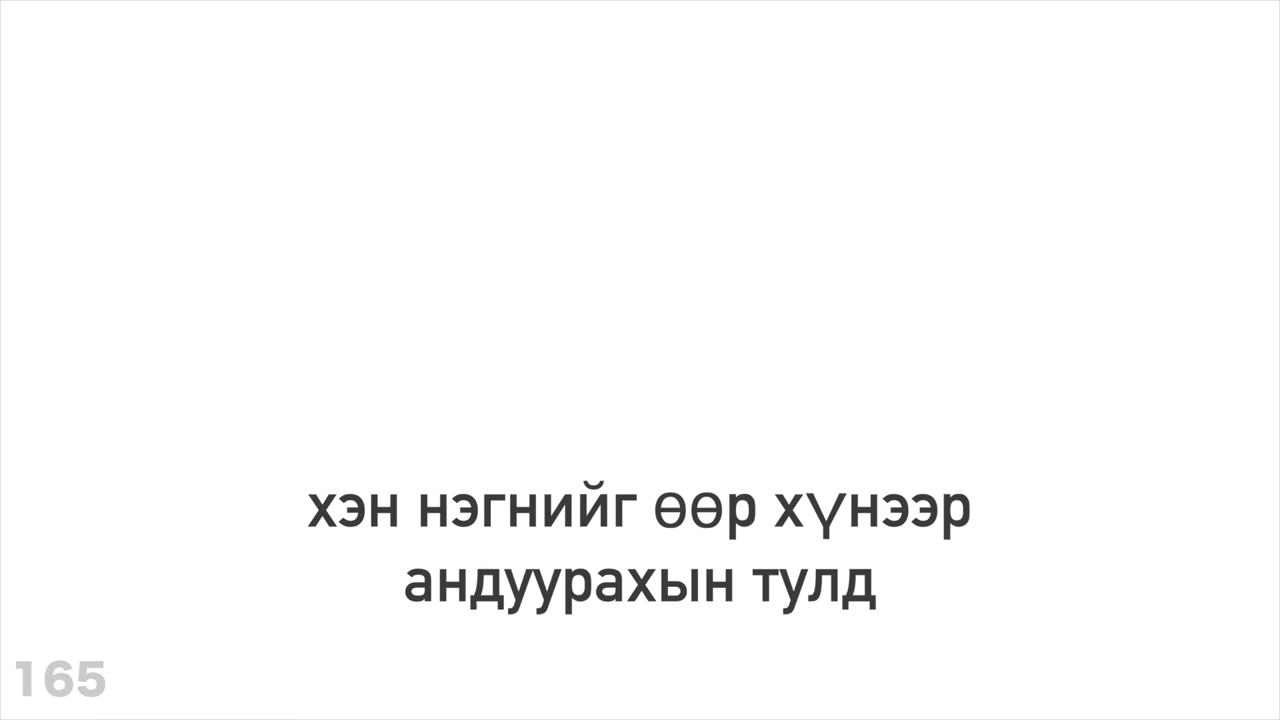 хэн нэгнийг өөр хүнээр
андуурахын тулд
165